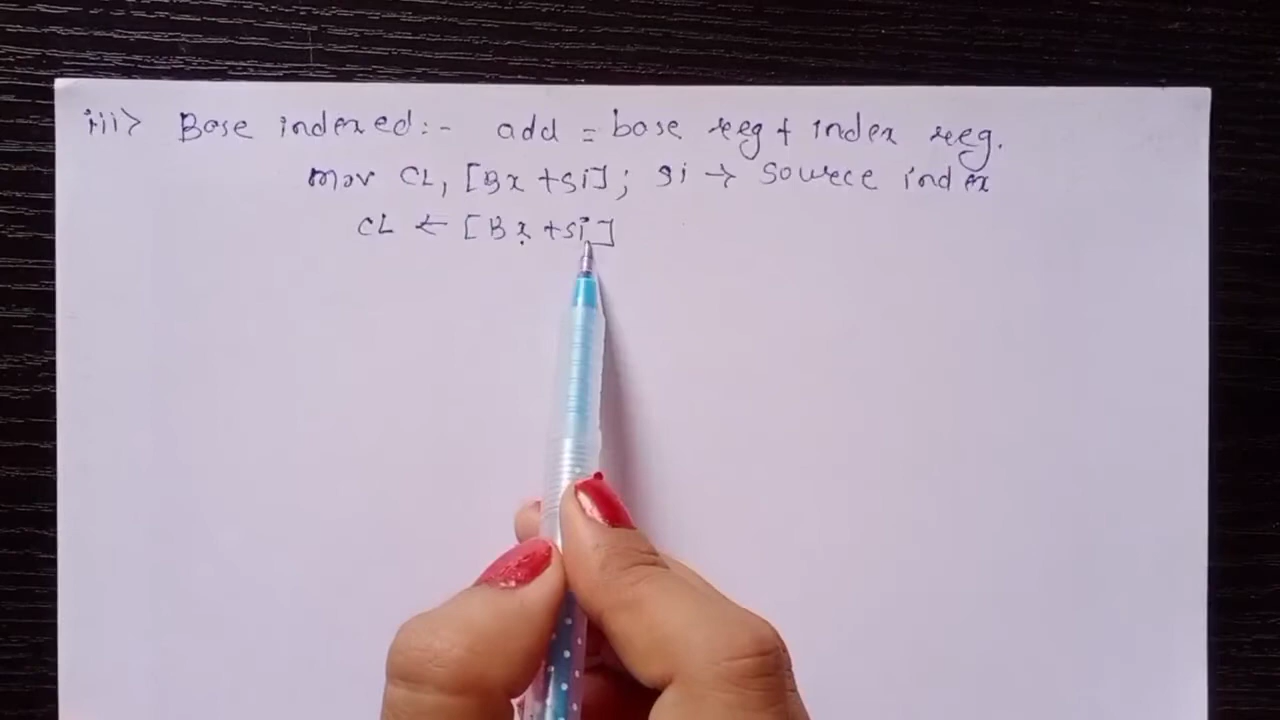 iii> Base indexed:- add = base reg + index reg.
mov CL, [Bx + si]; si → Source index
CL ← [Bx + si]